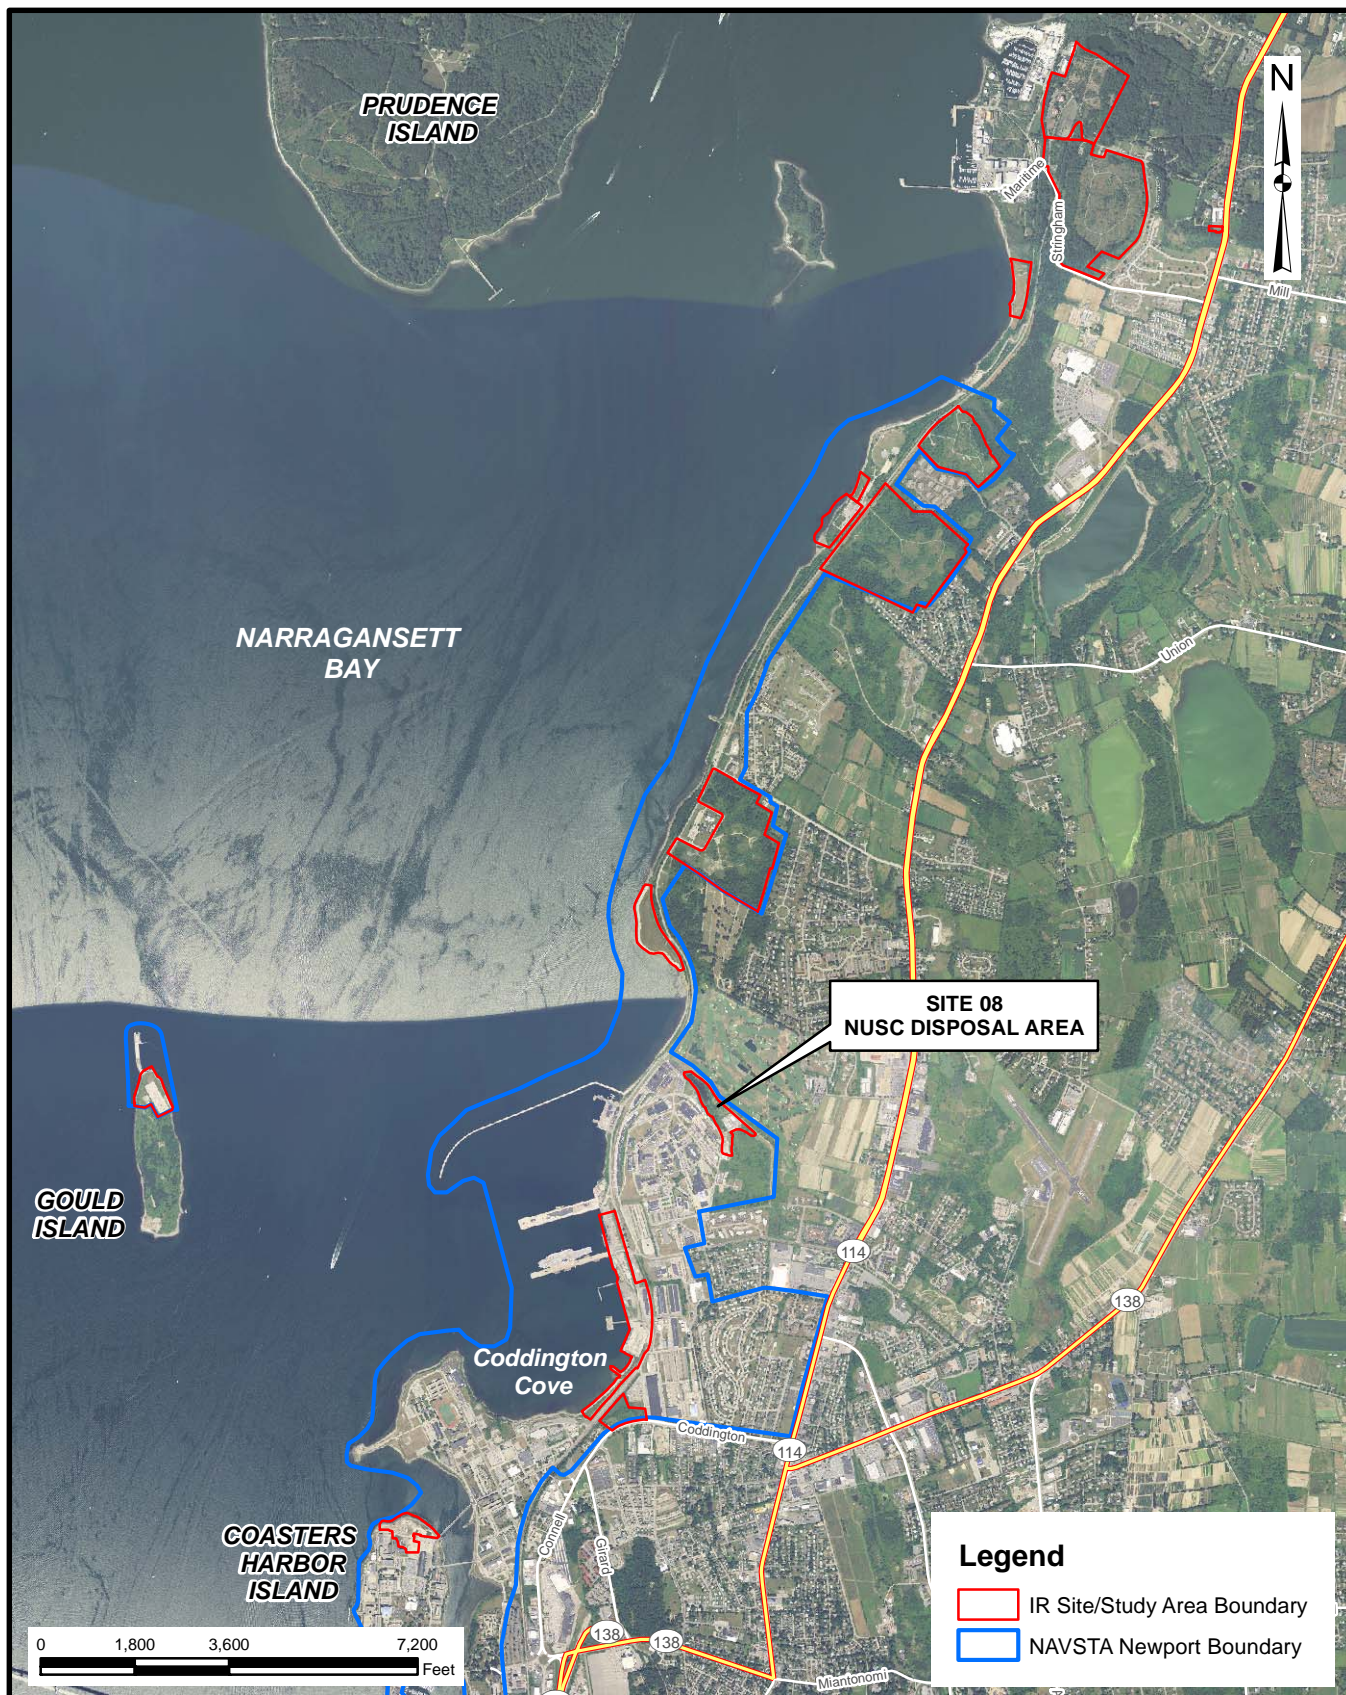 PRUDENCE
ISLAND
N
Maritime
Stringham
Mill
NARRAGANSETT
BAY
Union
SITE 08
NUSC DISPOSAL AREA
GOULD
ISLAND
114
138
Coddington
Cove
Coddington
114
COASTERS
HARBOR
ISLAND
Connell
Girard
138
138
Miantonomi
Legend
IR Site/Study Area Boundary
NAVSTA Newport Boundary
0 1,800 3,600 7,200
Feet